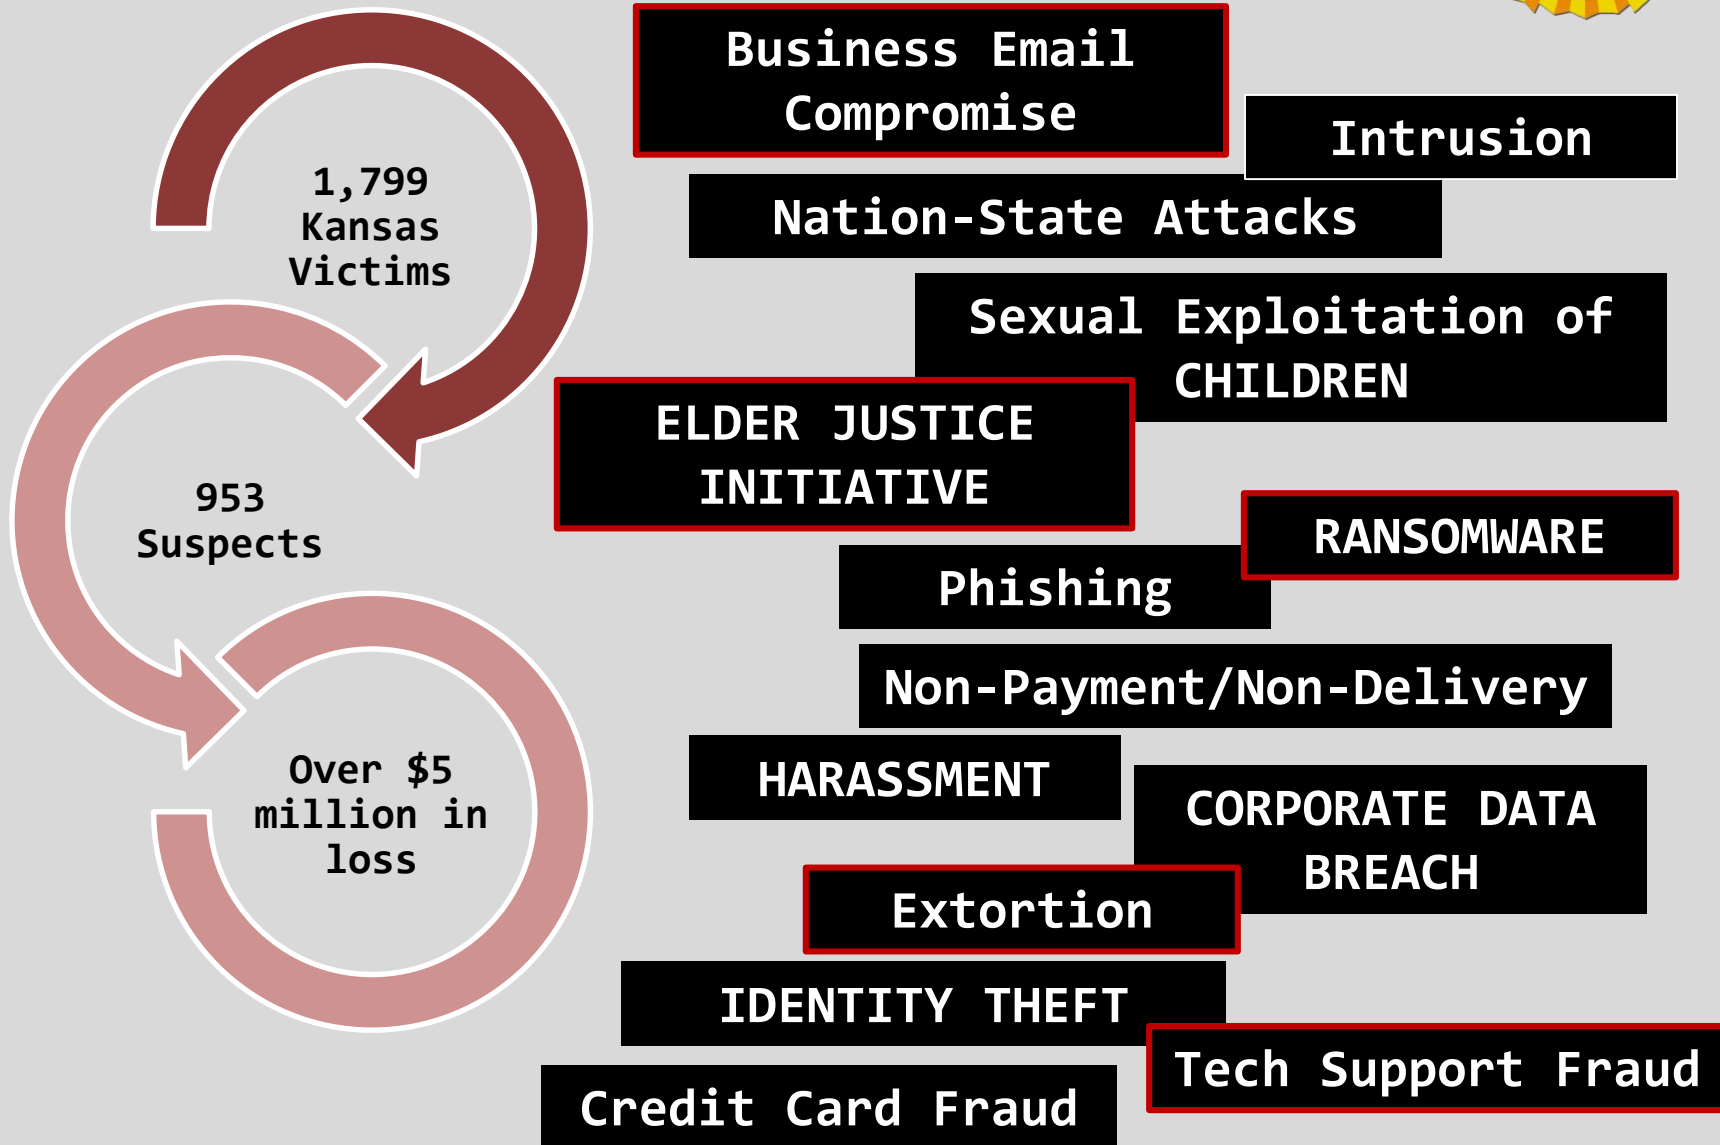 1,799
Kansas
Victims
953
Suspects
Over $5
million in
loss
Business Email
Compromise
Intrusion
Nation-State Attacks
Sexual Exploitation of
CHILDREN
ELDER JUSTICE
INITIATIVE
RANSOMWARE
Phishing
Non-Payment/Non-Delivery
HARASSMENT
CORPORATE DATA
BREACH
Extortion
IDENTITY THEFT
Tech Support Fraud
Credit Card Fraud